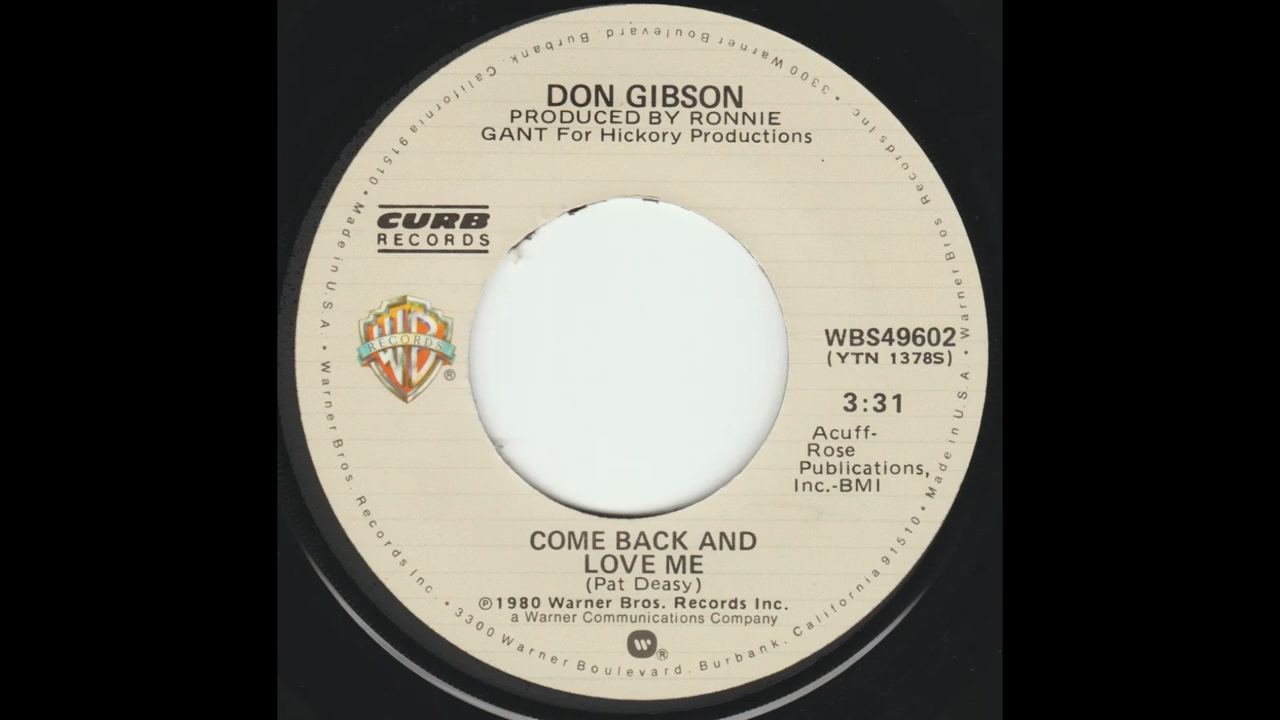 DON GIBSON
PRODUCED BY RONNIE
GANT For Hickory Productions
CURB
RECORDS
RECORDS
®
WBS49602
(YTN 1378S)
3:31
Acuff-
Rose
Publications,
Inc.-BMI
COME BACK AND
LOVE ME
(Pat Deasy)
℗1980 Warner Bros. Records Inc.
a Warner Communications Company
®
Made in U.S.A. • Warner Bros. Records Inc. • 3300 Warner Boulevard. Burbank. California 91510 • Made in U.S.A. • Warner Bros. Records Inc. • 3300 Warner Boulevard. Burbank. California 91510 •